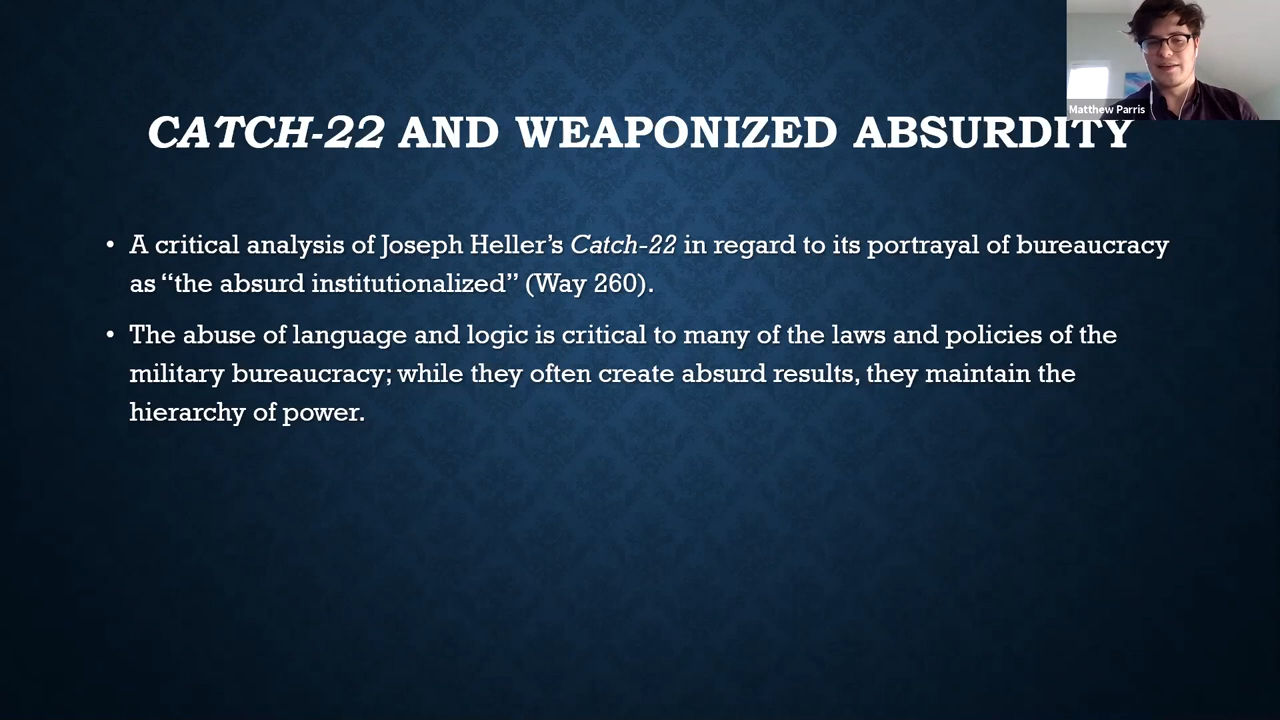 Matthew Parris
CATCH-22 AND WEAPONIZED ABSURDITY
• A critical analysis of Joseph Heller’s Catch-22 in regard to its portrayal of bureaucracy
as “the absurd institutionalized” (Way 260).
• The abuse of language and logic is critical to many of the laws and policies of the
military bureaucracy; while they often create absurd results, they maintain the
hierarchy of power.